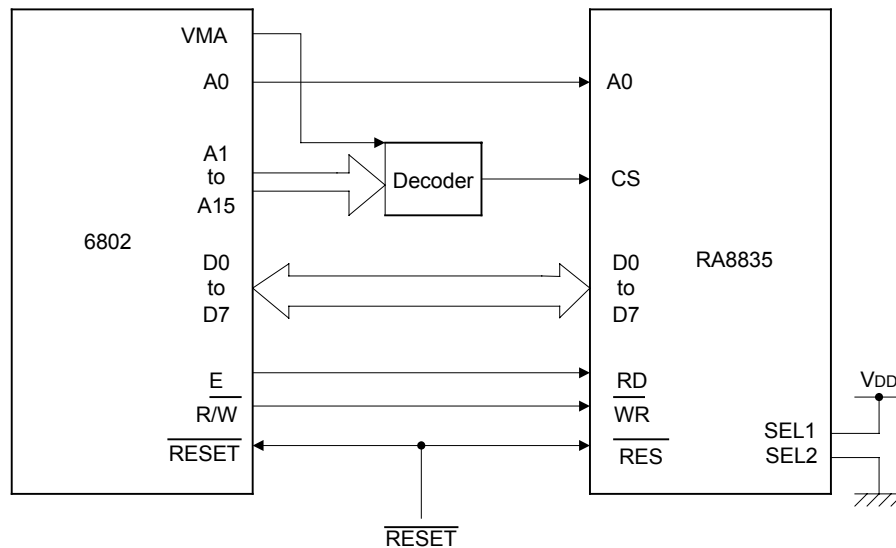 VMA
A0
A1
to
A15
6802
D0
to
D7
E
R/W
RESET
Decoder
A0
CS
RA8835
D0
to
D7
RD
WR
RES
VDD
SEL1
SEL2
RESET